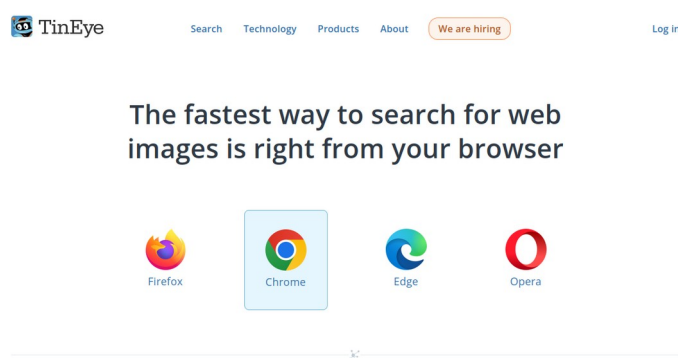 TinEye
Search Technology Products About We are hiring Log in
The fastest way to search for web
images is right from your browser
Firefox Chrome Edge Opera